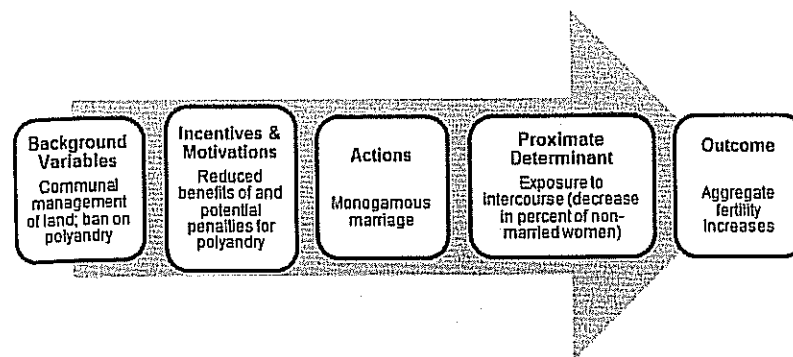 Background
Variables
Communal
management
of land; ban on
polyandry
Incentives &
Motivations
Reduced
benefits of and
potential
penalties for
polyandry
Actions
Monogamous
marriage
Proximate
Determinant
Exposure to
intercourse (decrease
in percent of non-
married women)
Outcome
Aggregate
fertility
increases